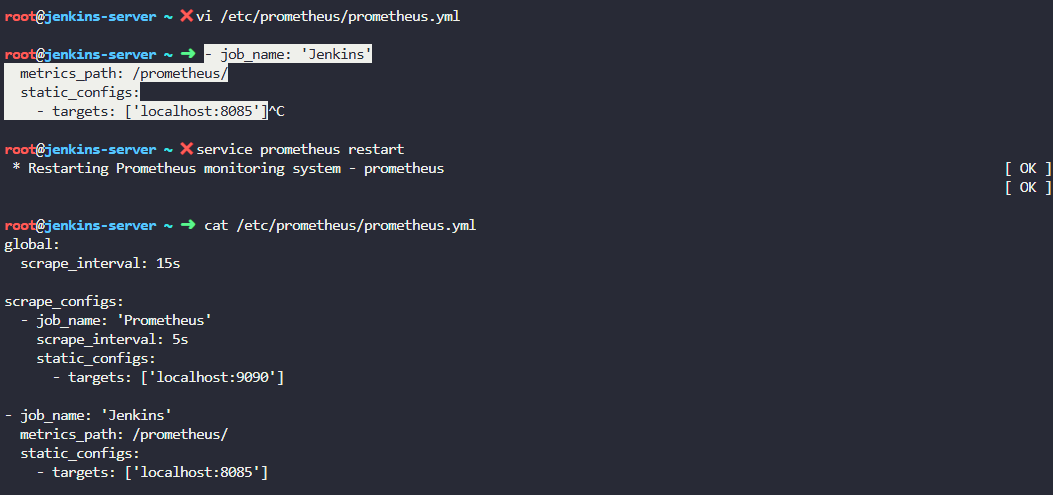 root@jenkins-server ~ ✗ vi /etc/prometheus/prometheus.yml
root@jenkins-server ~ ➜ - job_name: 'Jenkins'
  metrics_path: /prometheus/
  static_configs:
    - targets: ['localhost:8085']^C
root@jenkins-server ~ ✗ service prometheus restart
 * Restarting Prometheus monitoring system - prometheus [ OK ]
[ OK ]
root@jenkins-server ~ ➜ cat /etc/prometheus/prometheus.yml
global:
  scrape_interval: 15s
scrape_configs:
  - job_name: 'Prometheus'
    scrape_interval: 5s
    static_configs:
      - targets: ['localhost:9090']
- job_name: 'Jenkins'
  metrics_path: /prometheus/
  static_configs:
    - targets: ['localhost:8085']